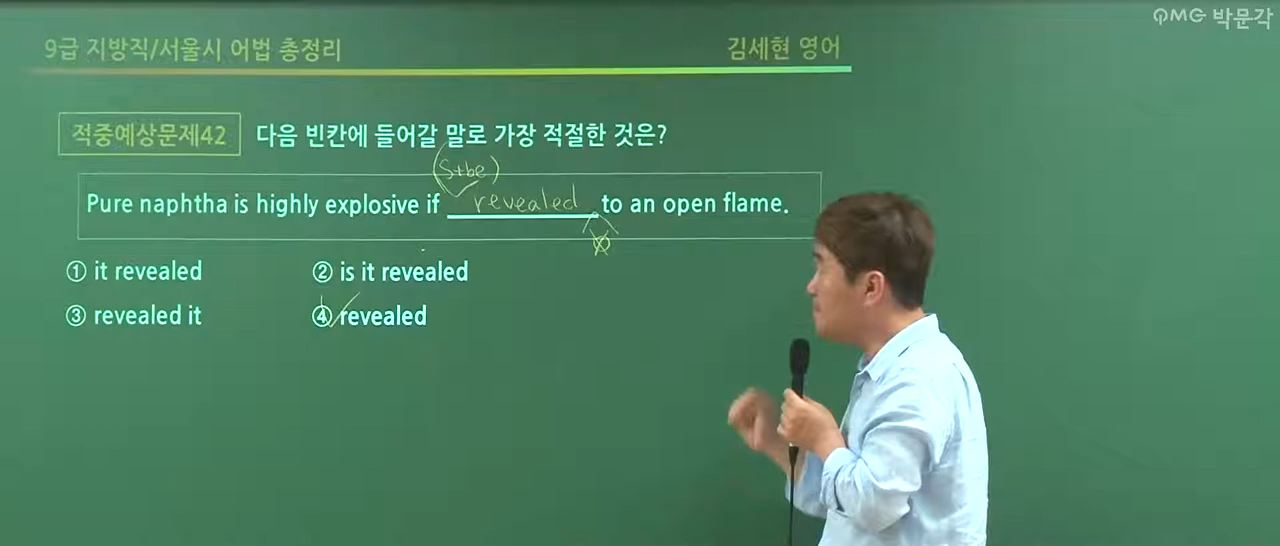 PMG 박문각
9급 지방직/서울시 어법 총정리
김세현 영어
적중예상문제42 다음 빈칸에 들어갈 말로 가장 적절한 것은?
(S+be)
Pure naphtha is highly explosive if revealed to an open flame.
① it revealed ② is it revealed
③ revealed it ④ revealed